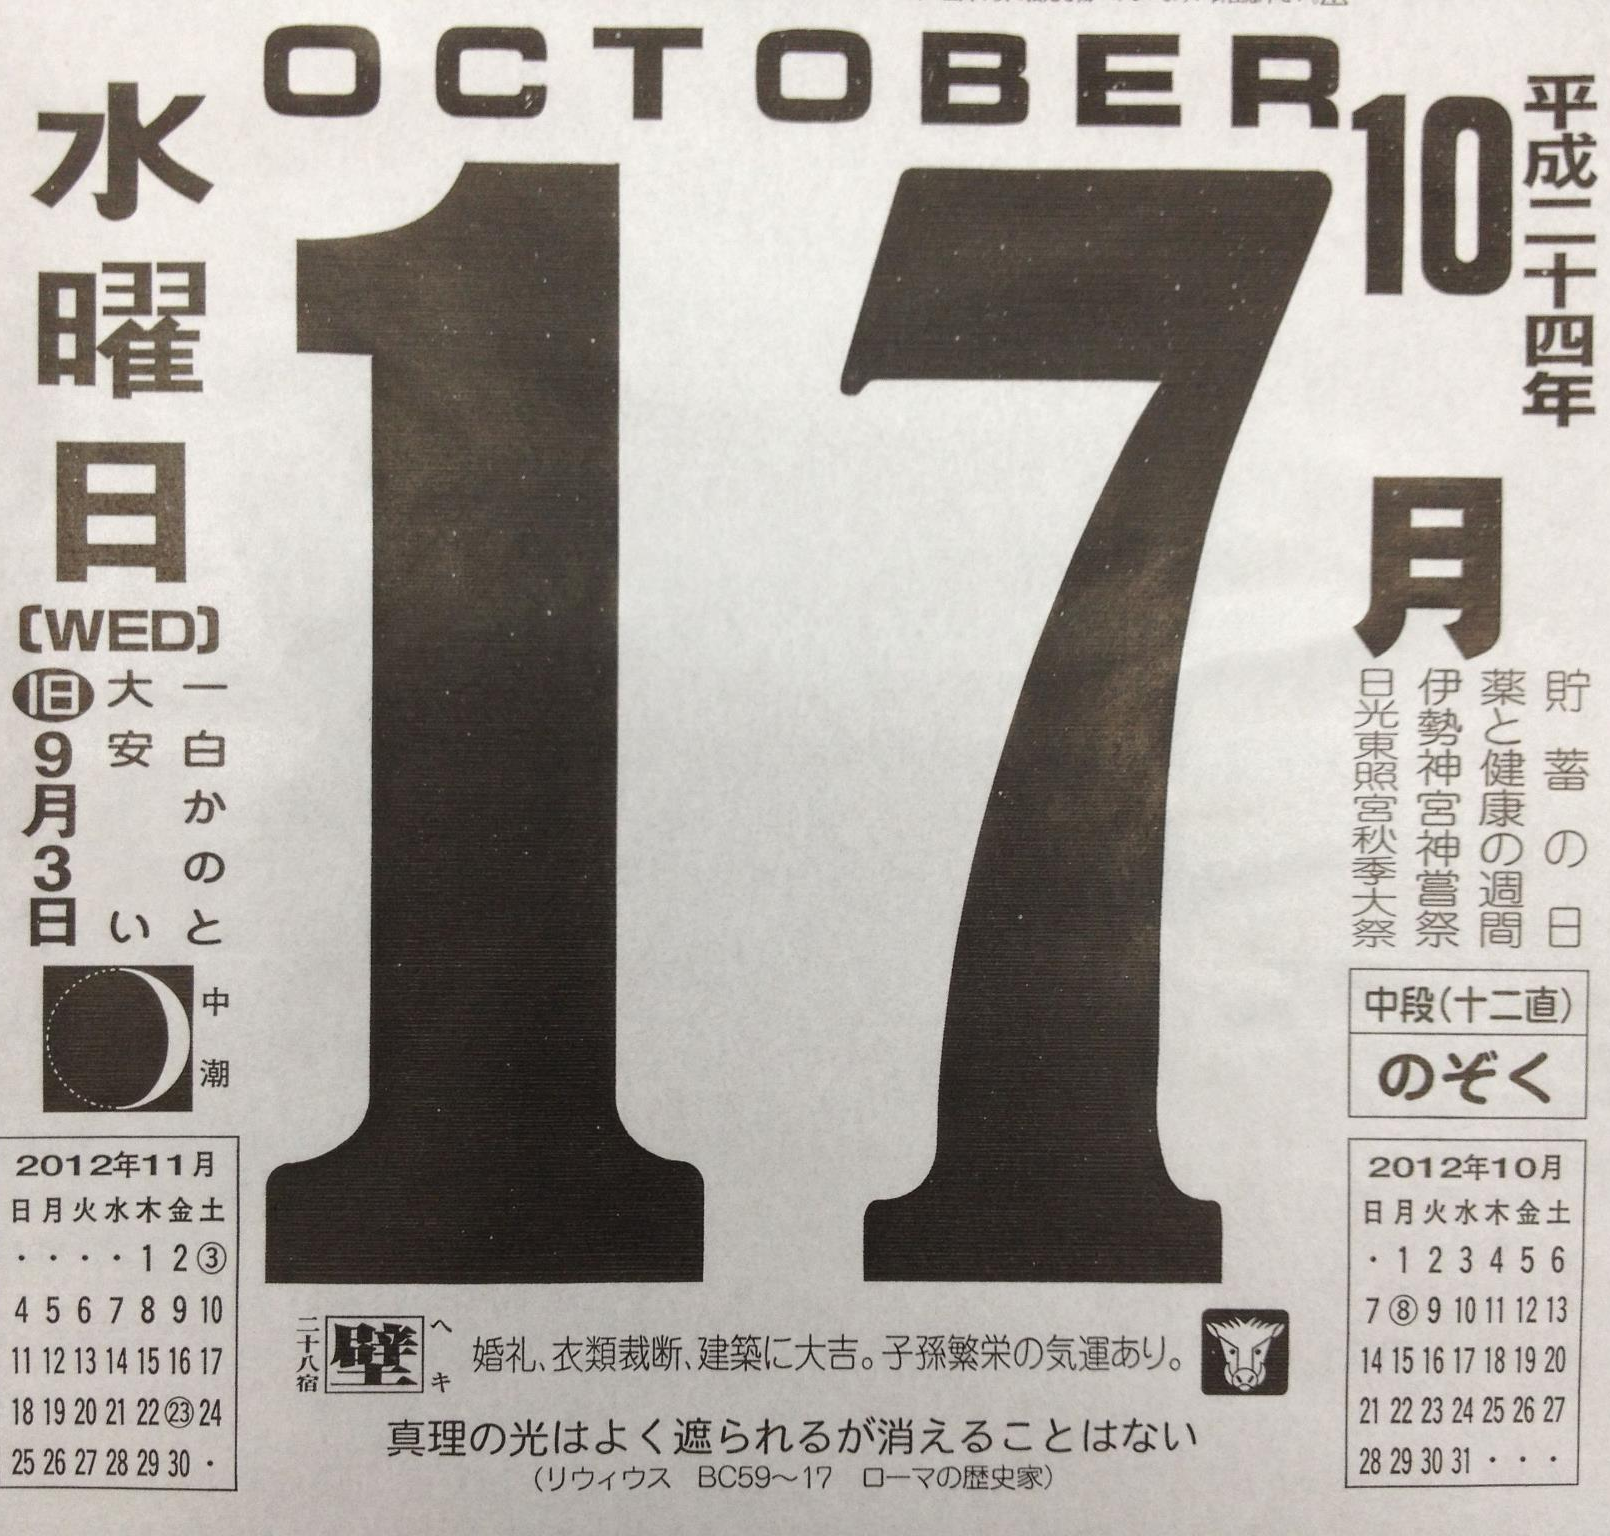 OCTOBER
平成二十四年
10月
17
水曜日
(WED)
貯蓄の日
薬と健康の週間
伊勢神宮神嘗祭
日光東照宮秋季大祭
一白かのとい
大安
旧9月3日
中潮
中段(十二直)
のぞく
2012年11月
日月火水木金土
・・・・1 2 ③
4 5 6 7 8 9 10
11 12 13 14 15 16 17
18 19 20 21 22 ㉓ 24
25 26 27 28 29 30 ・
2012年10月
日月火水木金土
・1 2 3 4 5 6
7 ⑧ 9 10 11 12 13
14 15 16 17 18 19 20
21 22 23 24 25 26 27
28 29 30 31 ・・・
二十八宿
壁
ヘキ
婚礼、衣類裁断、建築に大吉。子孫繁栄の気運あり。
真理の光はよく遮られるが消えることはない
(リウィウス BC59〜17 ローマの歴史家)